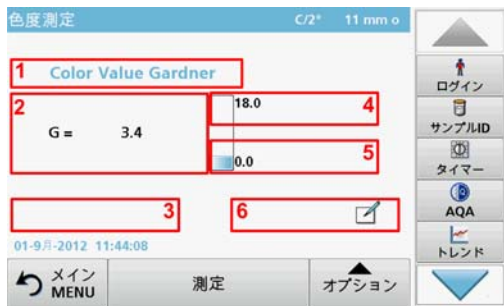 色度測定 C/2° 11 mm o
1 Color Value Gardner
2 18.0 4
G = 3.4
0.0 5
3 6
01-9月-2012 11:44:08
メイン MENU
測定
オプション
ログイン
サンプルID
タイマー
AQA
トレンド